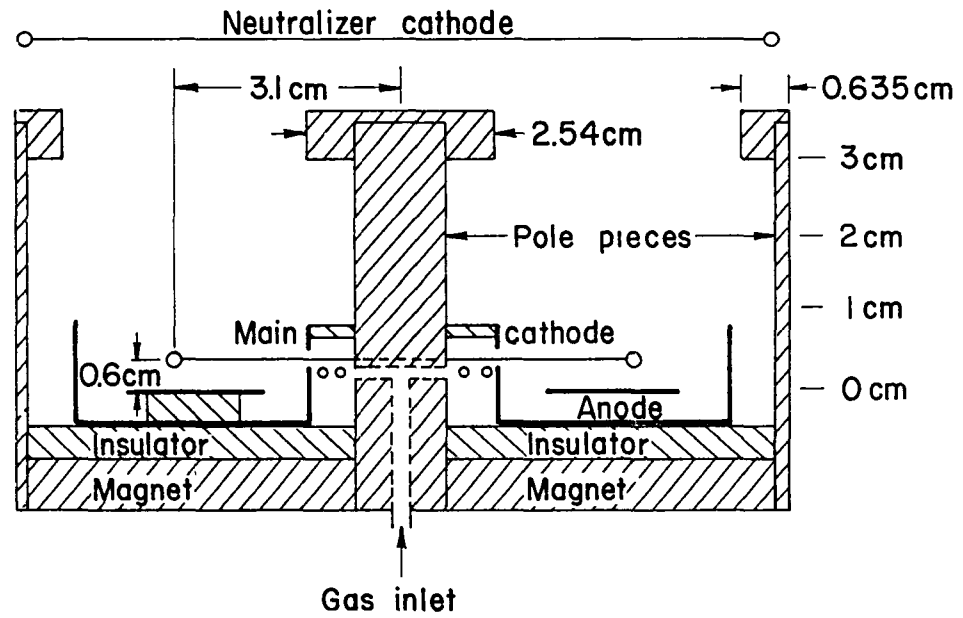 Neutralizer cathode
3.1cm
0.635cm
2.54cm
3cm
Pole pieces
2cm
1cm
Main cathode
0.6cm
0cm
Anode
Insulator Insulator
Magnet Magnet
Gas inlet